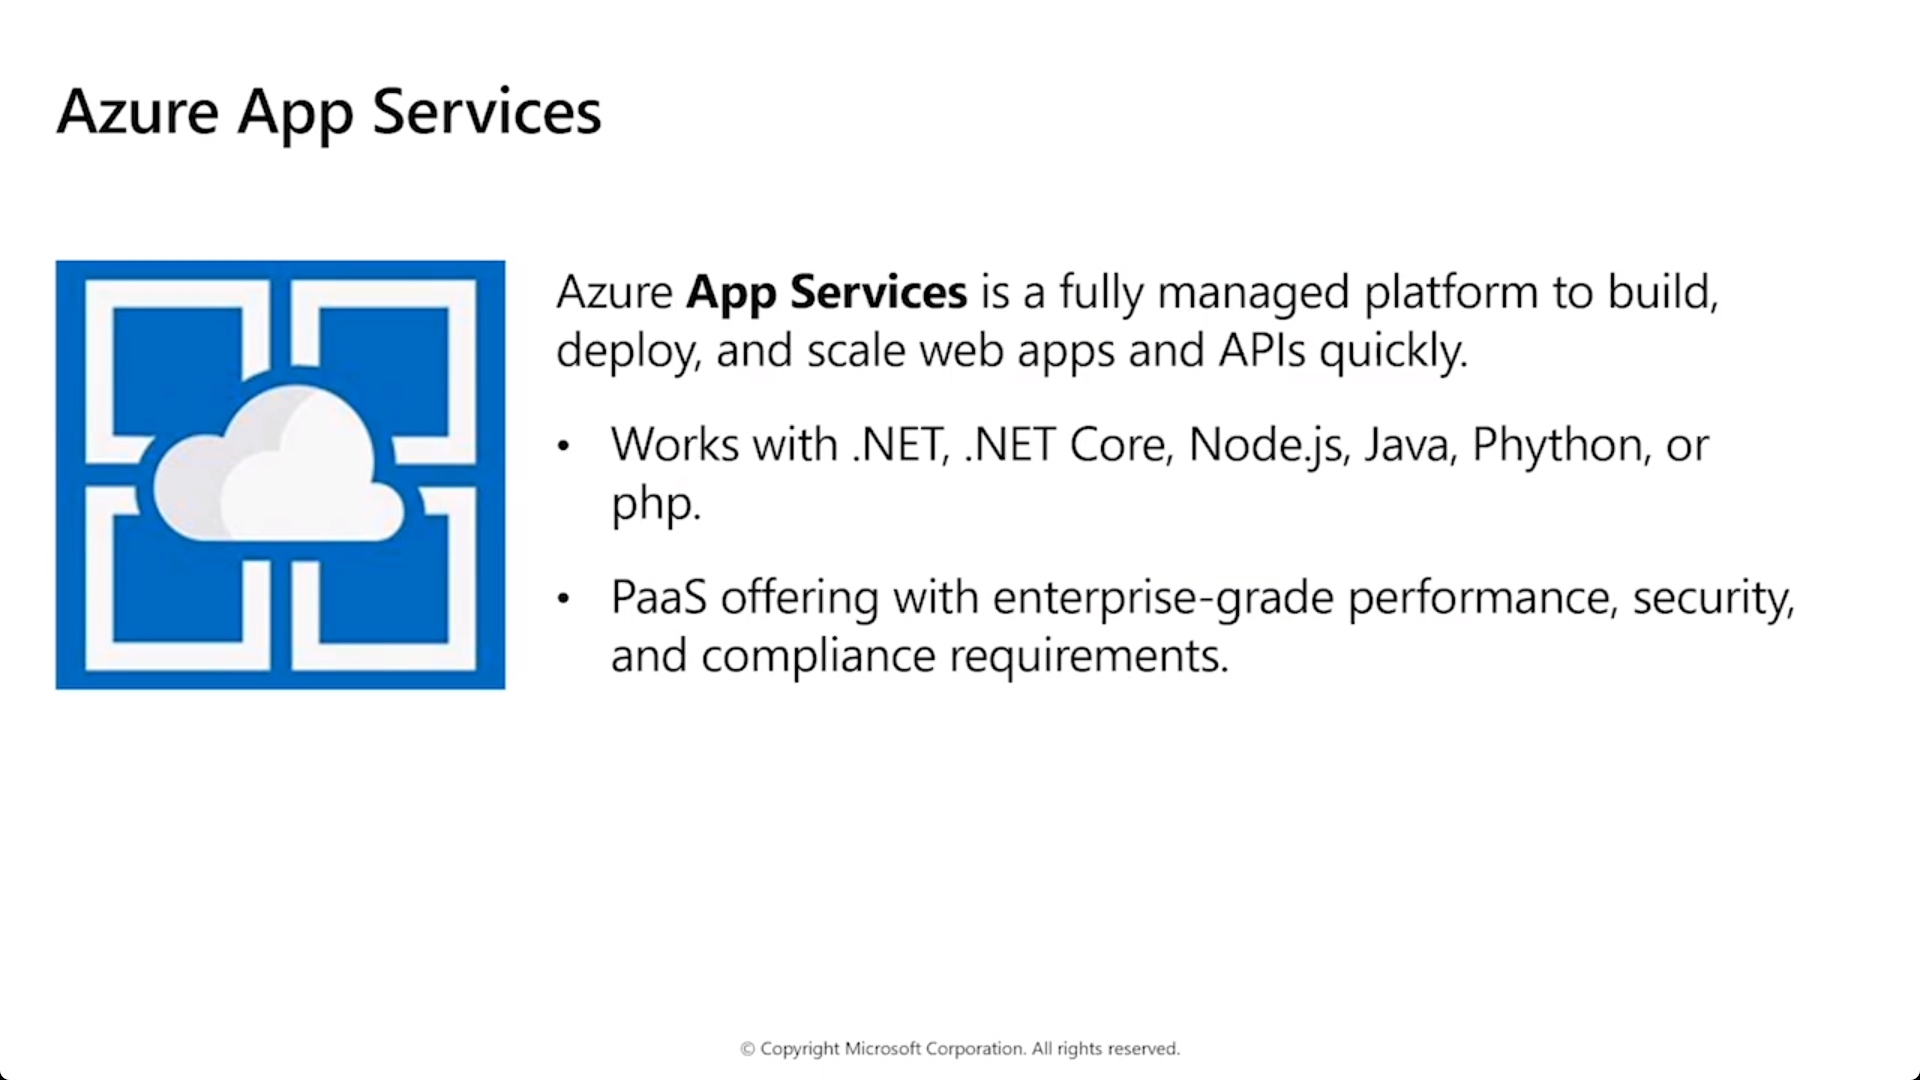 Azure App Services
Azure App Services is a fully managed platform to build,
deploy, and scale web apps and APIs quickly.
• Works with .NET, .NET Core, Node.js, Java, Phython, or
php.
• PaaS offering with enterprise-grade performance, security,
and compliance requirements.
© Copyright Microsoft Corporation. All rights reserved.